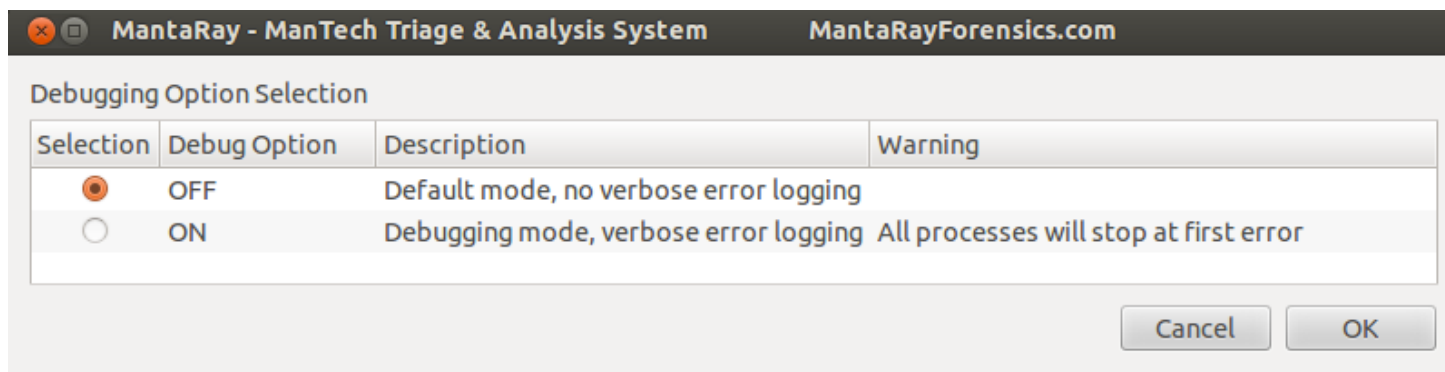 MantaRay - ManTech Triage & Analysis System MantaRayForensics.com
Debugging Option Selection
Selection Debug Option Description Warning
OFF Default mode, no verbose error logging
ON Debugging mode, verbose error logging All processes will stop at first error
Cancel OK